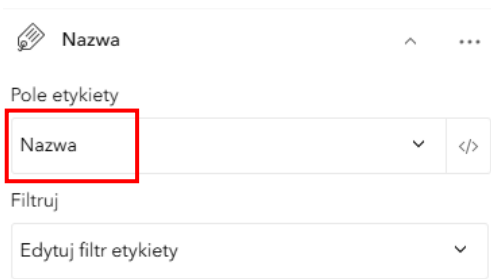 Nazwa
Pole etykiety
Nazwa
</>
Filtruj
Edytuj filtr etykiety